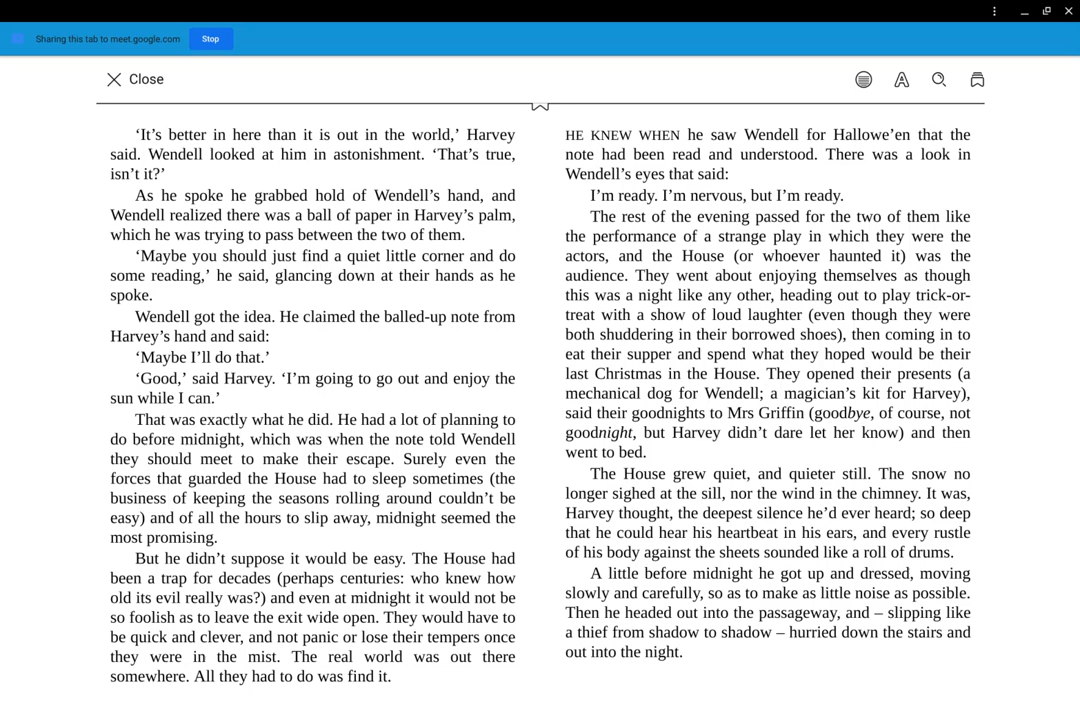 Sharing this tab to meet.google.com Stop
Close
‘It’s better in here than it is out in the world,’ Harvey
said. Wendell looked at him in astonishment. ‘That’s true,
isn’t it?’
As he spoke he grabbed hold of Wendell’s hand, and
Wendell realized there was a ball of paper in Harvey’s palm,
which he was trying to pass between the two of them.
‘Maybe you should just find a quiet little corner and do
some reading,’ he said, glancing down at their hands as he
spoke.
Wendell got the idea. He claimed the balled-up note from
Harvey’s hand and said:
‘Maybe I’ll do that.’
‘Good,’ said Harvey. ‘I’m going to go out and enjoy the
sun while I can.’
That was exactly what he did. He had a lot of planning to
do before midnight, which was when the note told Wendell
they should meet to make their escape. Surely even the
forces that guarded the House had to sleep sometimes (the
business of keeping the seasons rolling around couldn’t be
easy) and of all the hours to slip away, midnight seemed the
most promising.
But he didn’t suppose it would be easy. The House had
been a trap for decades (perhaps centuries: who knew how
old its evil really was?) and even at midnight it would not be
so foolish as to leave the exit wide open. They would have to
be quick and clever, and not panic or lose their tempers once
they were in the mist. The real world was out there
somewhere. All they had to do was find it.
HE KNEW WHEN he saw Wendell for Hallowe’en that the
note had been read and understood. There was a look in
Wendell’s eyes that said:
I’m ready. I’m nervous, but I’m ready.
The rest of the evening passed for the two of them like
the performance of a strange play in which they were the
actors, and the House (or whoever haunted it) was the
audience. They went about enjoying themselves as though
this was a night like any other, heading out to play trick-or-
treat with a show of loud laughter (even though they were
both shuddering in their borrowed shoes), then coming in to
eat their supper and spend what they hoped would be their
last Christmas in the House. They opened their presents (a
mechanical dog for Wendell; a magician’s kit for Harvey),
said their goodnights to Mrs Griffin (goodbye, of course, not
goodnight, but Harvey didn’t dare let her know) and then
went to bed.
The House grew quiet, and quieter still. The snow no
longer sighed at the sill, nor the wind in the chimney. It was,
Harvey thought, the deepest silence he’d ever heard; so deep
that he could hear his heartbeat in his ears, and every rustle
of his body against the sheets sounded like a roll of drums.
A little before midnight he got up and dressed, moving
slowly and carefully, so as to make as little noise as possible.
Then he headed out into the passageway, and – slipping like
a thief from shadow to shadow – hurried down the stairs and
out into the night.